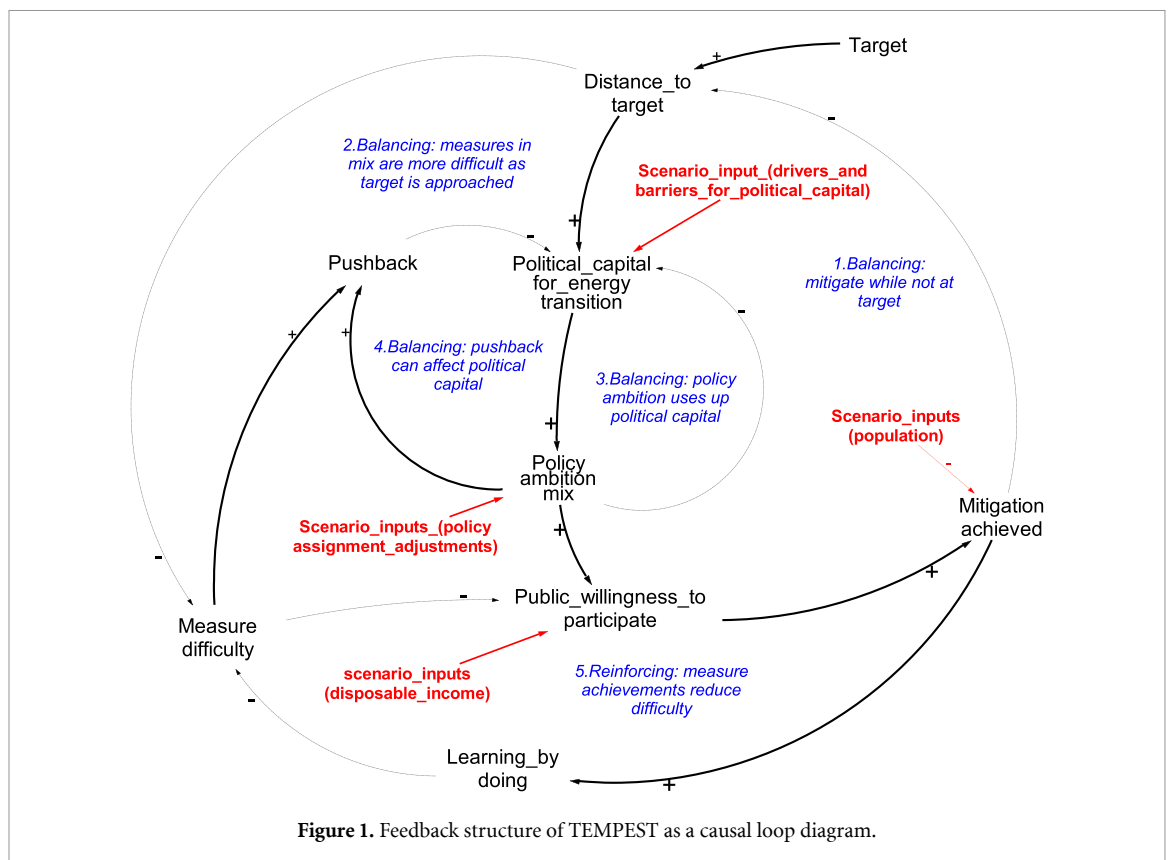 Target
+
Distance_to
target
-
2.Balancing: measures in
mix are more difficult as
target is approached
Scenario_input_(drivers_and
barriers_for_political_capital)
+
-
Pushback
Political_capital
for_energy
transition
1.Balancing:
mitigate while not at
target
-
+
+
4.Balancing: pushback
can affect political
capital
3.Balancing: policy
ambition uses up
political capital
Scenario_inputs
(population)
+
-
Policy
ambition
mix
Mitigation
achieved
Scenario_inputs_(policy
assignment_adjustments)
+
-
+
-
Public_willingness_to
participate
Measure
difficulty
scenario_inputs
(disposable_income)
5.Reinforcing: measure
achievements reduce
difficulty
-
Learning_by
doing
+
Figure 1. Feedback structure of TEMPEST as a causal loop diagram.